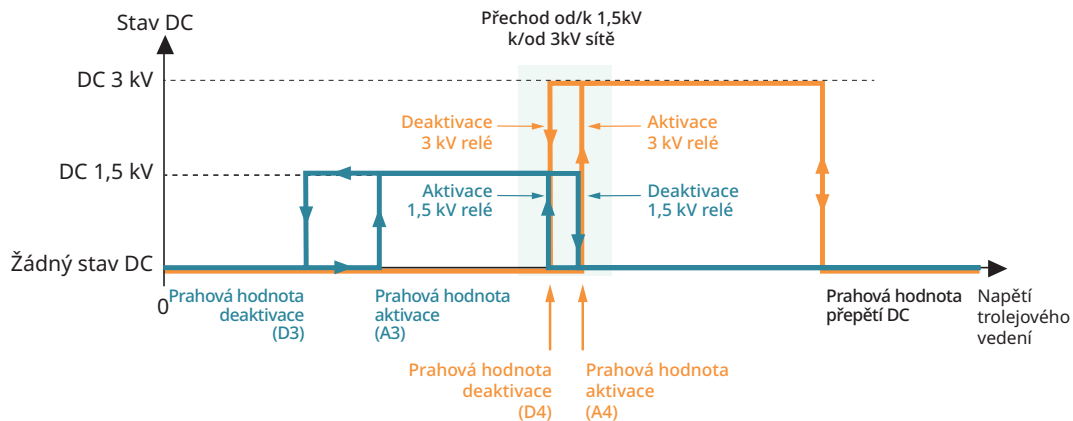 Stav DC
Přechod od/k 1,5kV
k/od 3kV sítě
DC 3 kV
Deaktivace
3 kV relé
Aktivace
3 kV relé
DC 1,5 kV
Aktivace
1,5 kV relé
Deaktivace
1,5 kV relé
Žádný stav DC
0
Prahová hodnota
deaktivace
(D3)
Prahová hodnota
aktivace
(A3)
Prahová hodnota
přepětí DC
Napětí
trolejového
vedení
Prahová hodnota
deaktivace
(D4)
Prahová hodnota
aktivace
(A4)